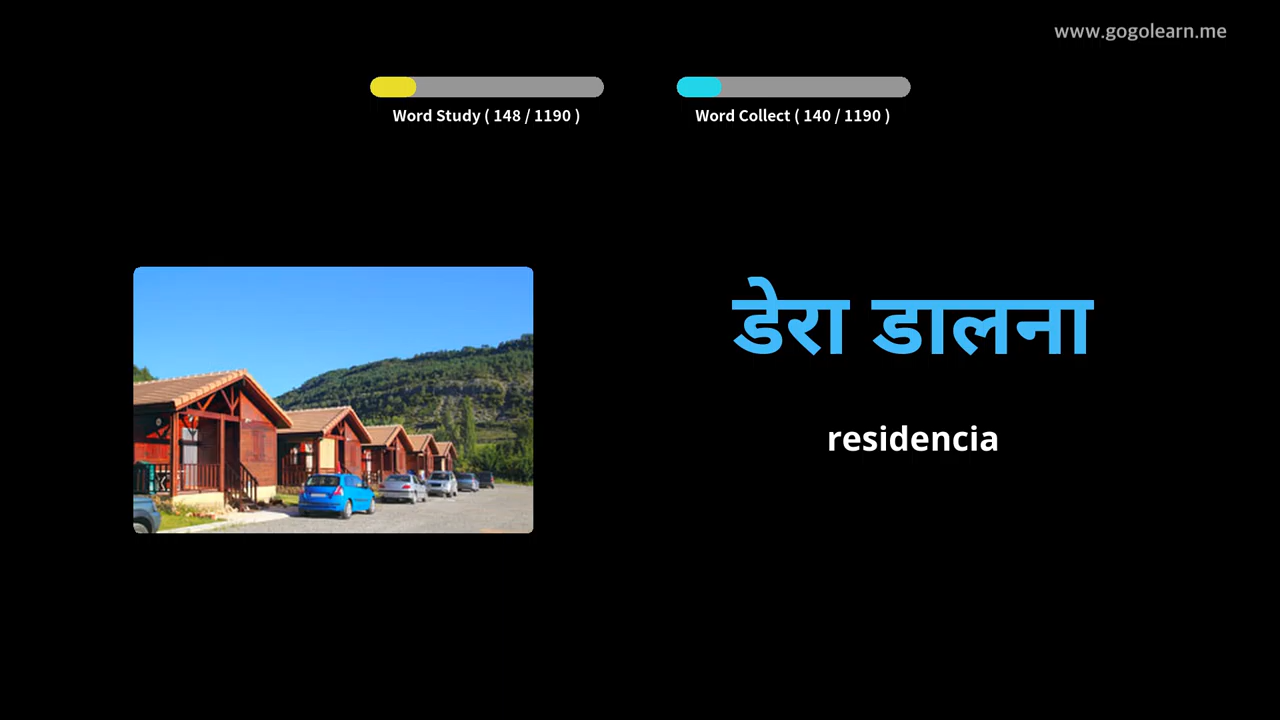 www.gogolearn.me
Word Study ( 148 / 1190 )
Word Collect ( 140 / 1190 )
डेरा डालना
residencia